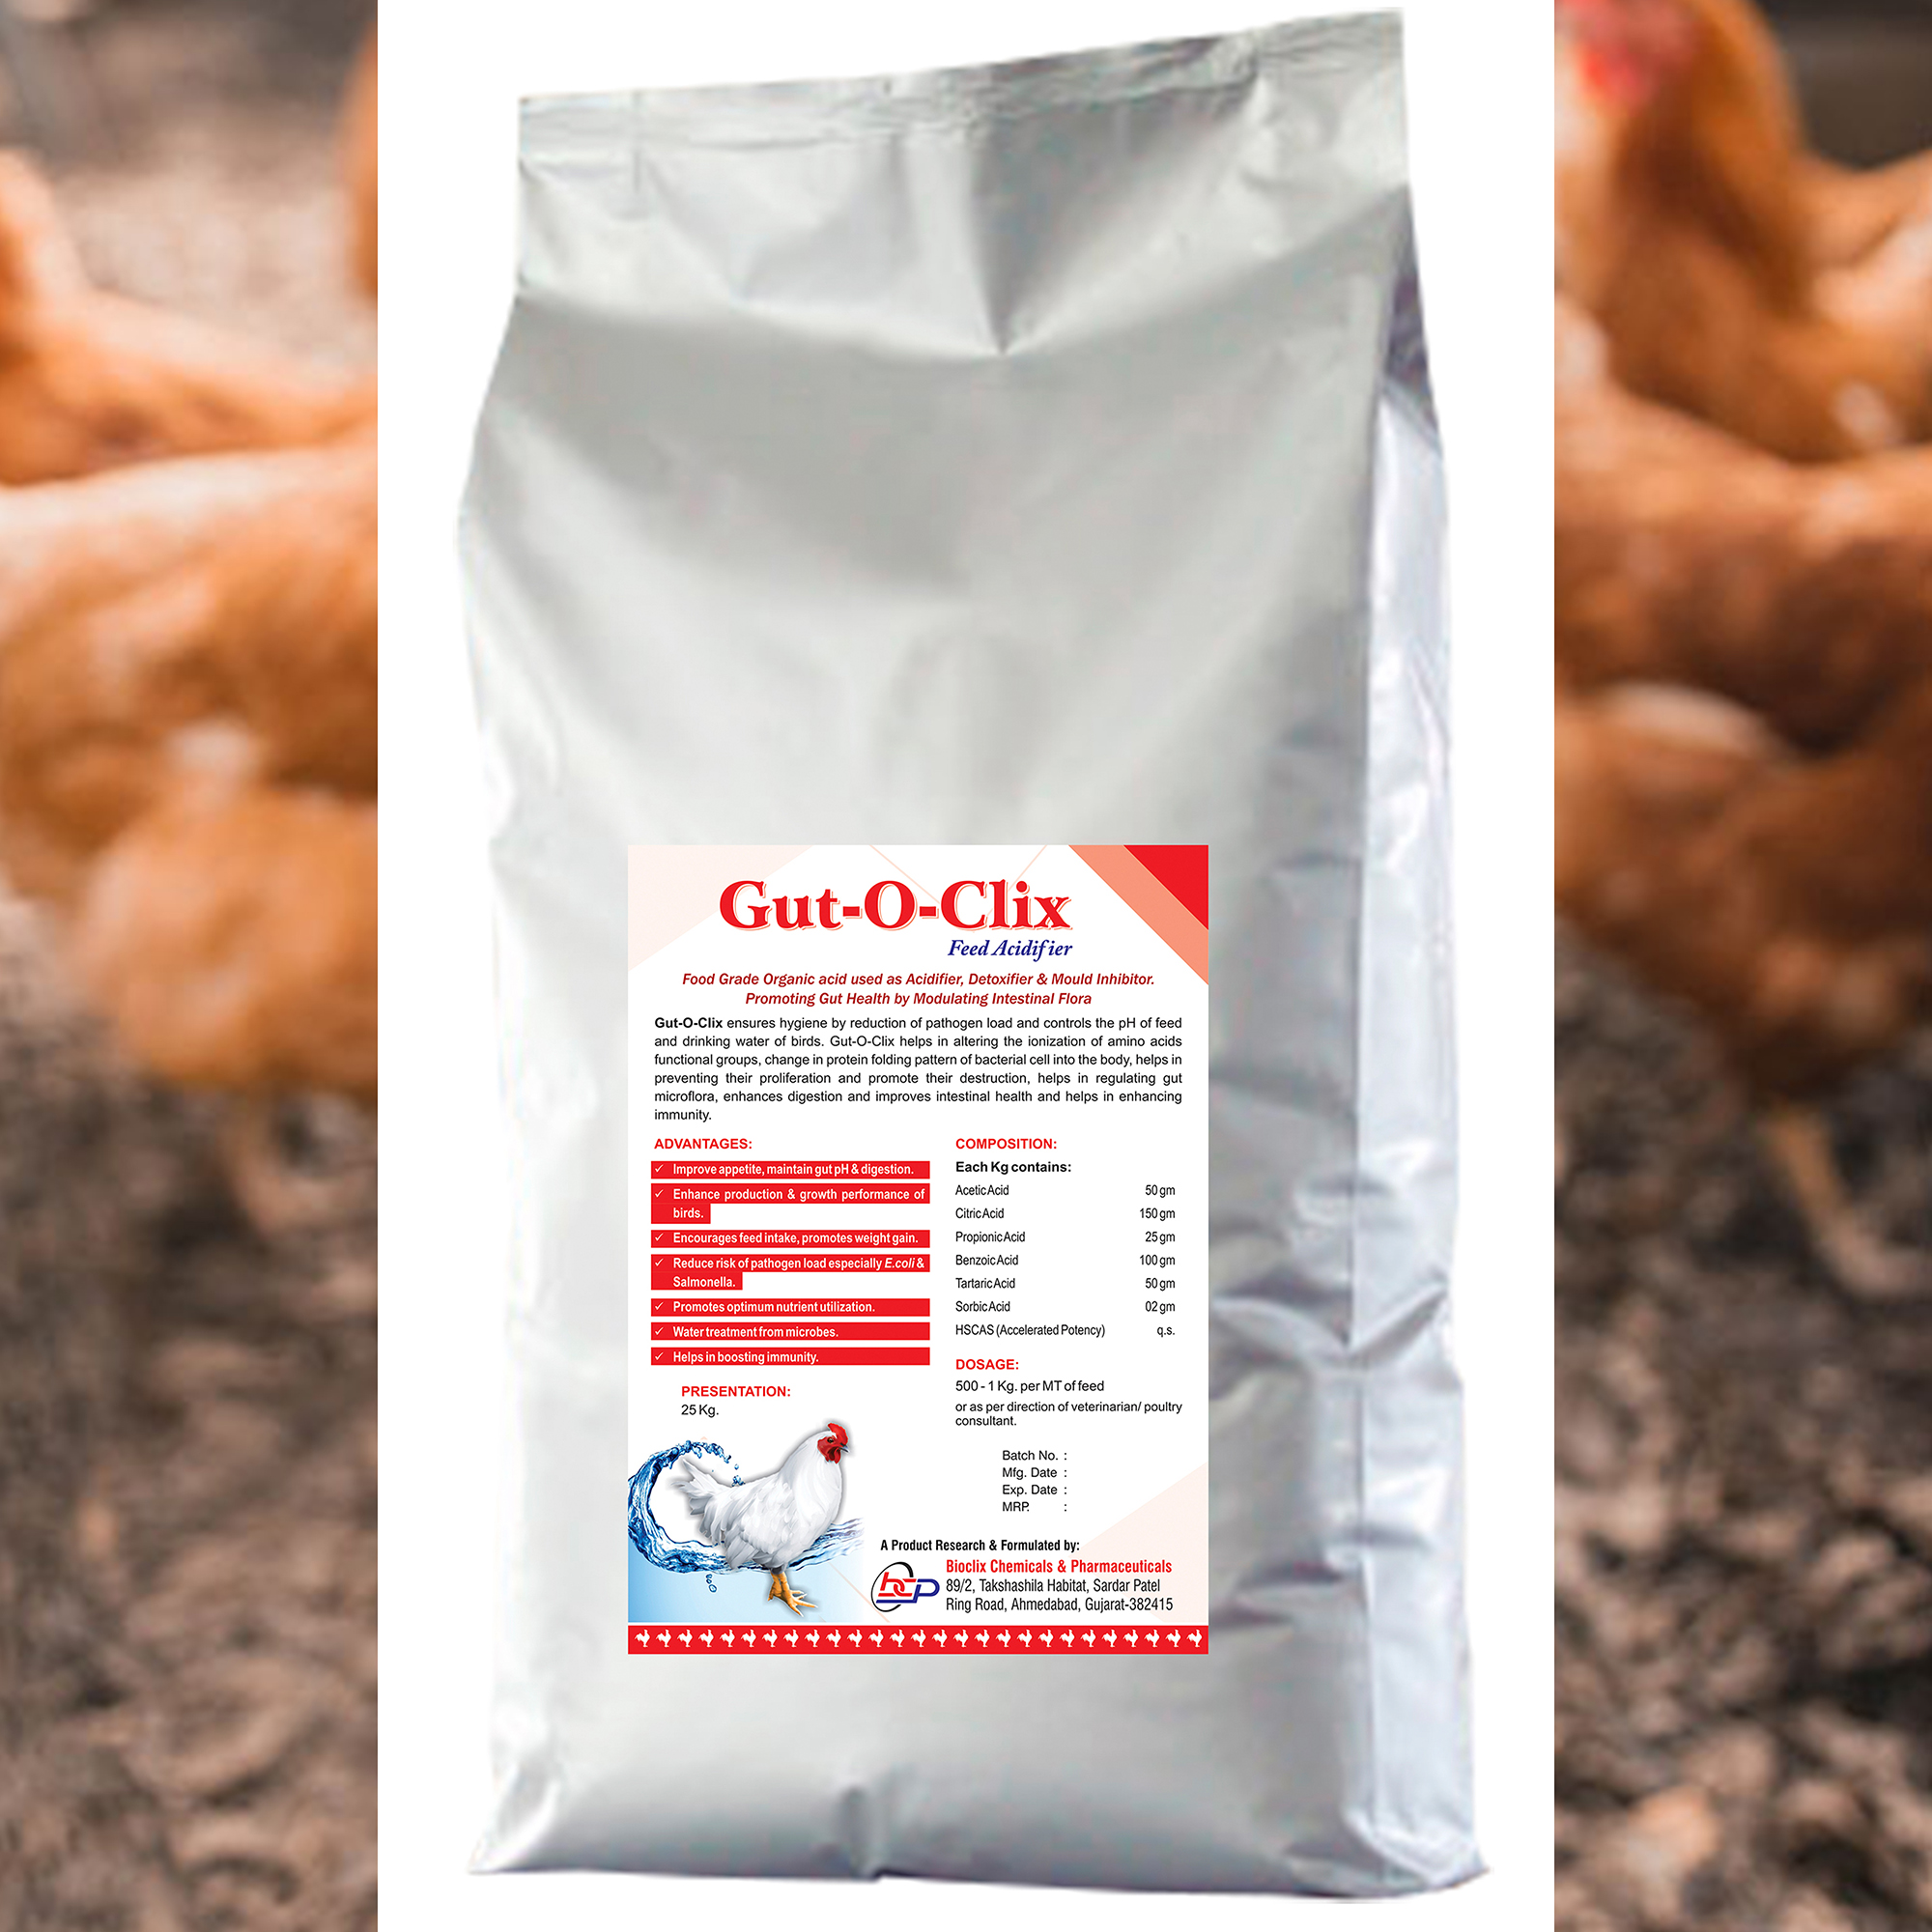 Gut-O-Clix
Feed Acidifier
Food Grade Organic acid used as Acidifier, Detoxifier & Mould Inhibitor.
Promoting Gut Health by Modulating Intestinal Flora
Gut-O-Clix ensures hygiene by reduction of pathogen load and controls the pH of feed
and drinking water of birds. Gut-O-Clix helps in altering the ionization of amino acids
functional groups, change in protein folding pattern of bacterial cell into the body, helps in
preventing their proliferation and promote their destruction, helps in regulating gut
microflora, enhances digestion and improves intestinal health and helps in enhancing
immunity.
ADVANTAGES:
✓ Improve appetite, maintain gut pH & digestion.
✓ Enhance production & growth performance of
birds.
✓ Encourages feed intake, promotes weight gain.
✓ Reduce risk of pathogen load especially E.coli &
Salmonella.
✓ Promotes optimum nutrient utilization.
✓ Water treatment from microbes.
✓ Helps in boosting immunity.
PRESENTATION:
25 Kg.
COMPOSITION:
Each Kg contains:
Acetic Acid 50 gm
Citric Acid 150 gm
Propionic Acid 25 gm
Benzoic Acid 100 gm
Tartaric Acid 50 gm
Sorbic Acid 02 gm
HSCAS (Accelerated Potency) q.s.
DOSAGE:
500 - 1 Kg. per MT of feed
or as per direction of veterinarian/ poultry
consultant.
Batch No. :
Mfg. Date :
Exp. Date :
MRP. :
A Product Research & Formulated by:
bcp
Bioclix Chemicals & Pharmaceuticals
89/2, Takshashila Habitat, Sardar Patel
Ring Road, Ahmedabad, Gujarat-382415